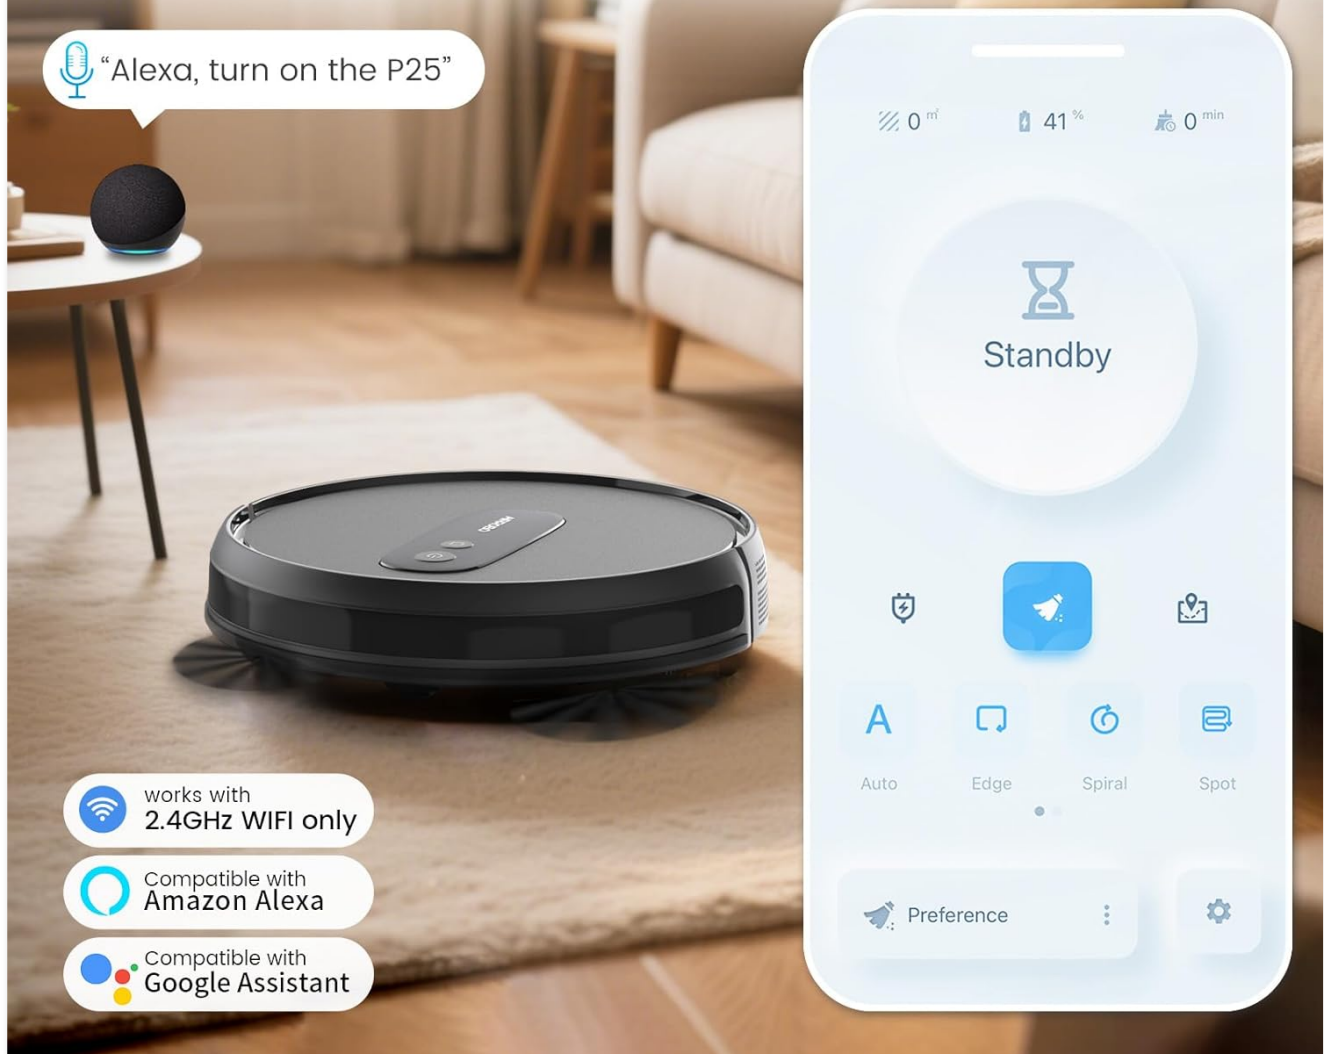 “Alexa, turn on the P25”
0 m²
41 %
0 min
Standby
A
Auto
Edge
Spiral
Spot
Preference
works with
2.4GHz WIFI only
Compatible with
Amazon Alexa
Compatible with
Google Assistant